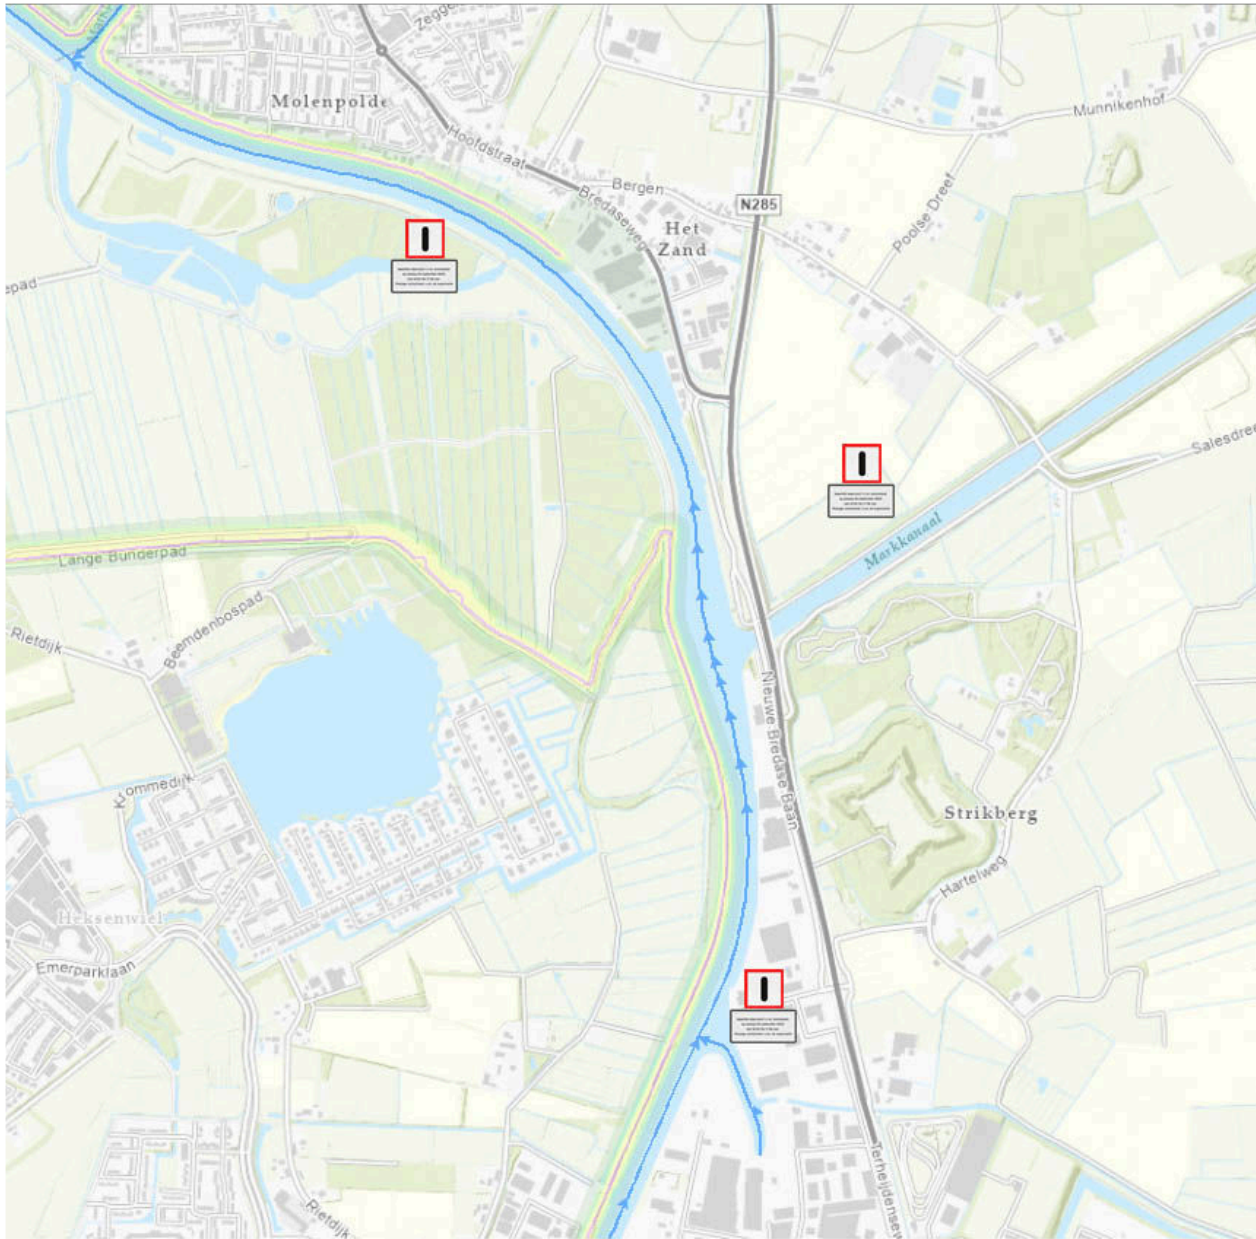 Mark
Zegge
Molenpolde
Hoofdstraat
Munnikenhof
Bergen
Bredaseweg
N285
Poolse Dreef
Het
Zand
epad
Salesdree
Markkanaal
Lange Bunderpad
Beemdenbospad
Rietdijk
Nieuwe Bredase Baan
Krommedijk
Strikberg
Hartelweg
Heksenwiel
Emerparklaan
Terheijdensew
Rietdijk